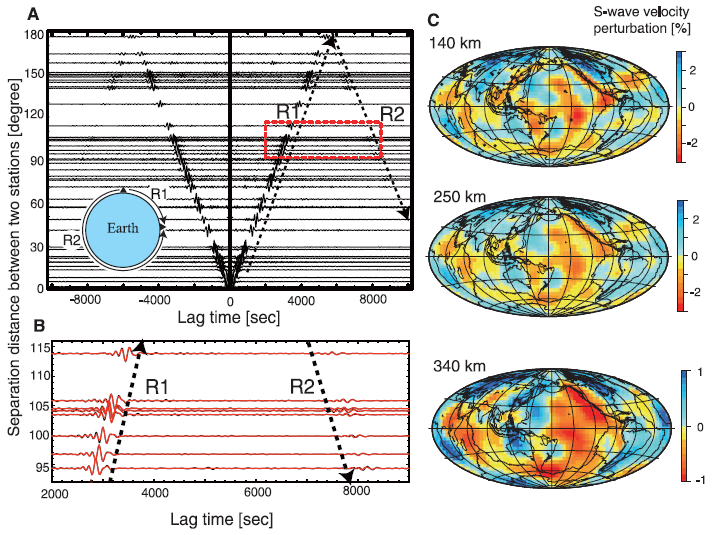 A
Separation distance between two stations [degree]
180
150
120
90
60
30
0
R1
R2
R1
R2
Earth
-8000
-4000
0
4000
8000
Lag time [sec]
B
115
110
105
100
95
R1
R2
2000
4000
6000
8000
Lag time [sec]
C
S-wave velocity
perturbation [%]
140 km
2
0
-2
250 km
2
0
-2
340 km
1
0
-1